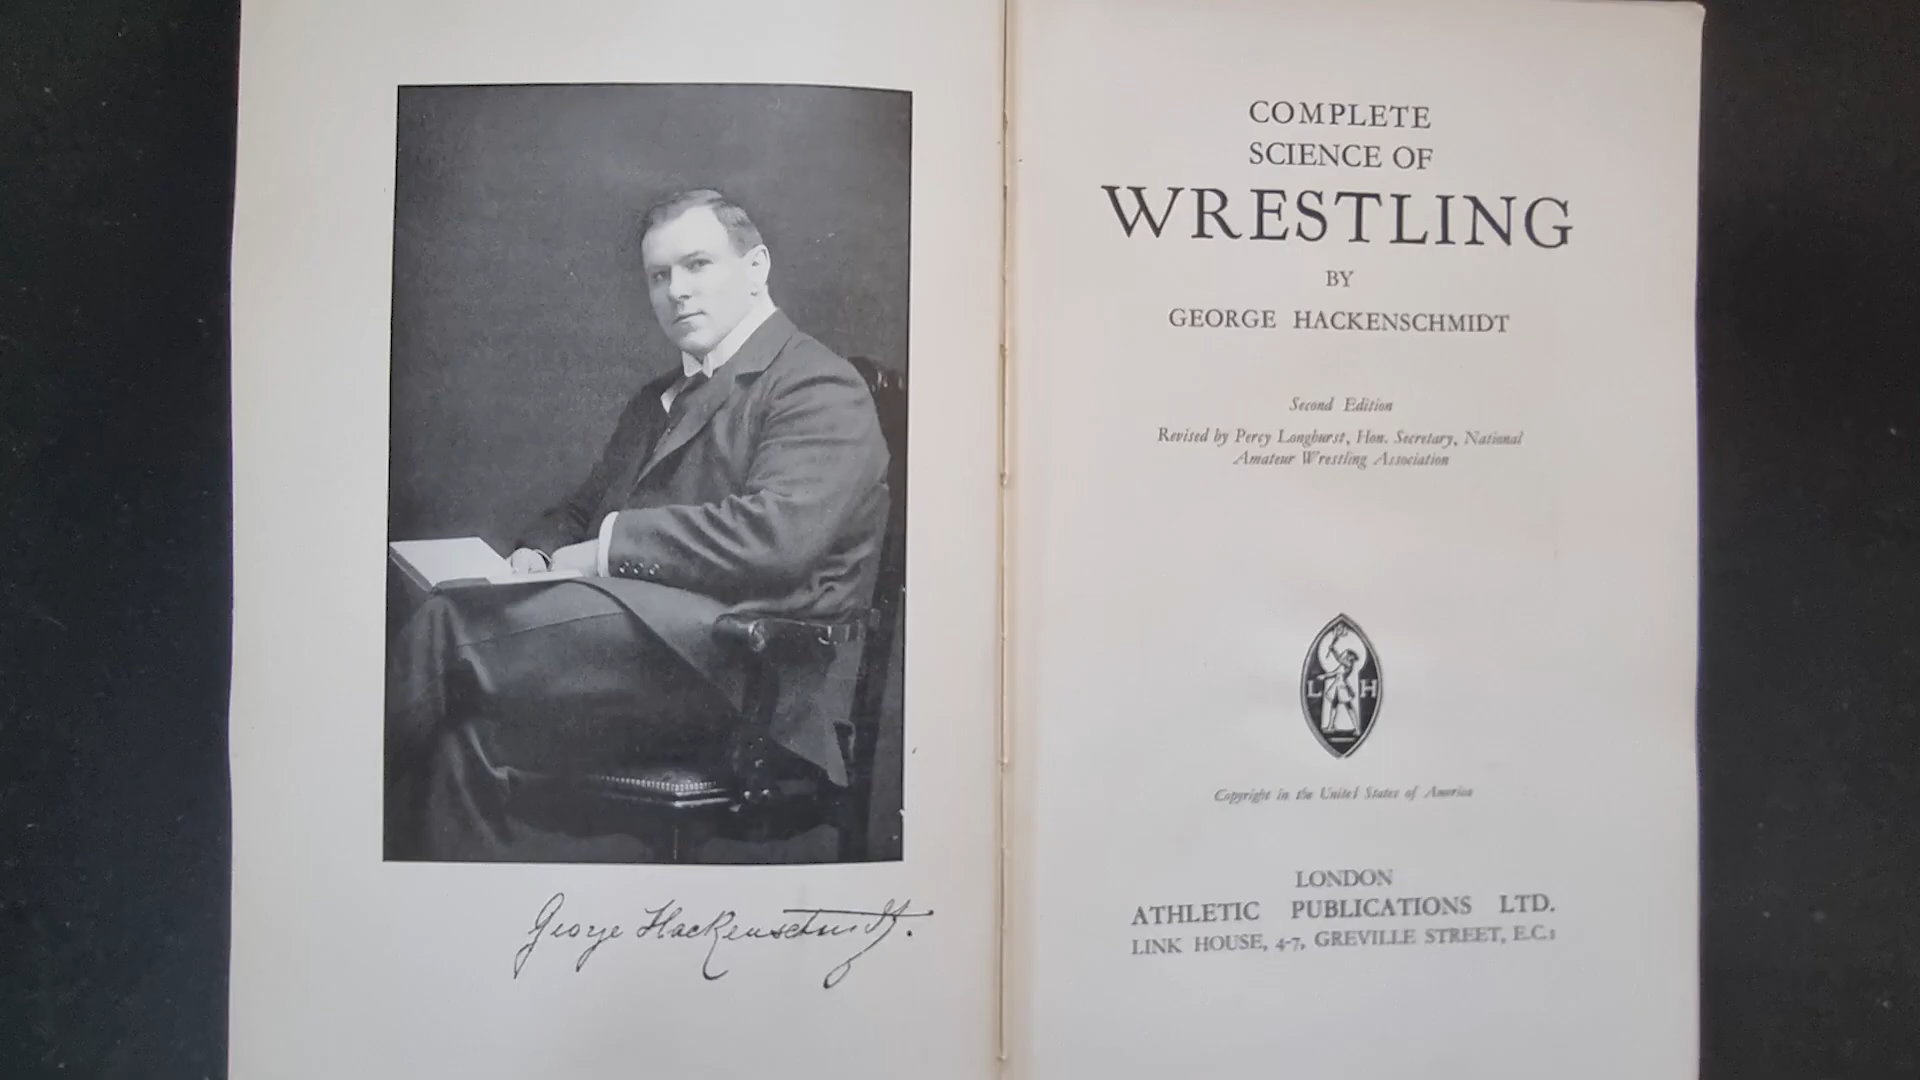 George Hackenschmidt.
COMPLETE
SCIENCE OF
WRESTLING
BY
GEORGE HACKENSCHMIDT
Second Edition
Revised by Percy Longhurst, Hon. Secretary, National
Amateur Wrestling Association
L H
Copyright in the United States of America
LONDON
ATHLETIC PUBLICATIONS LTD.
LINK HOUSE, 4-7, GREVILLE STREET, E.C.1